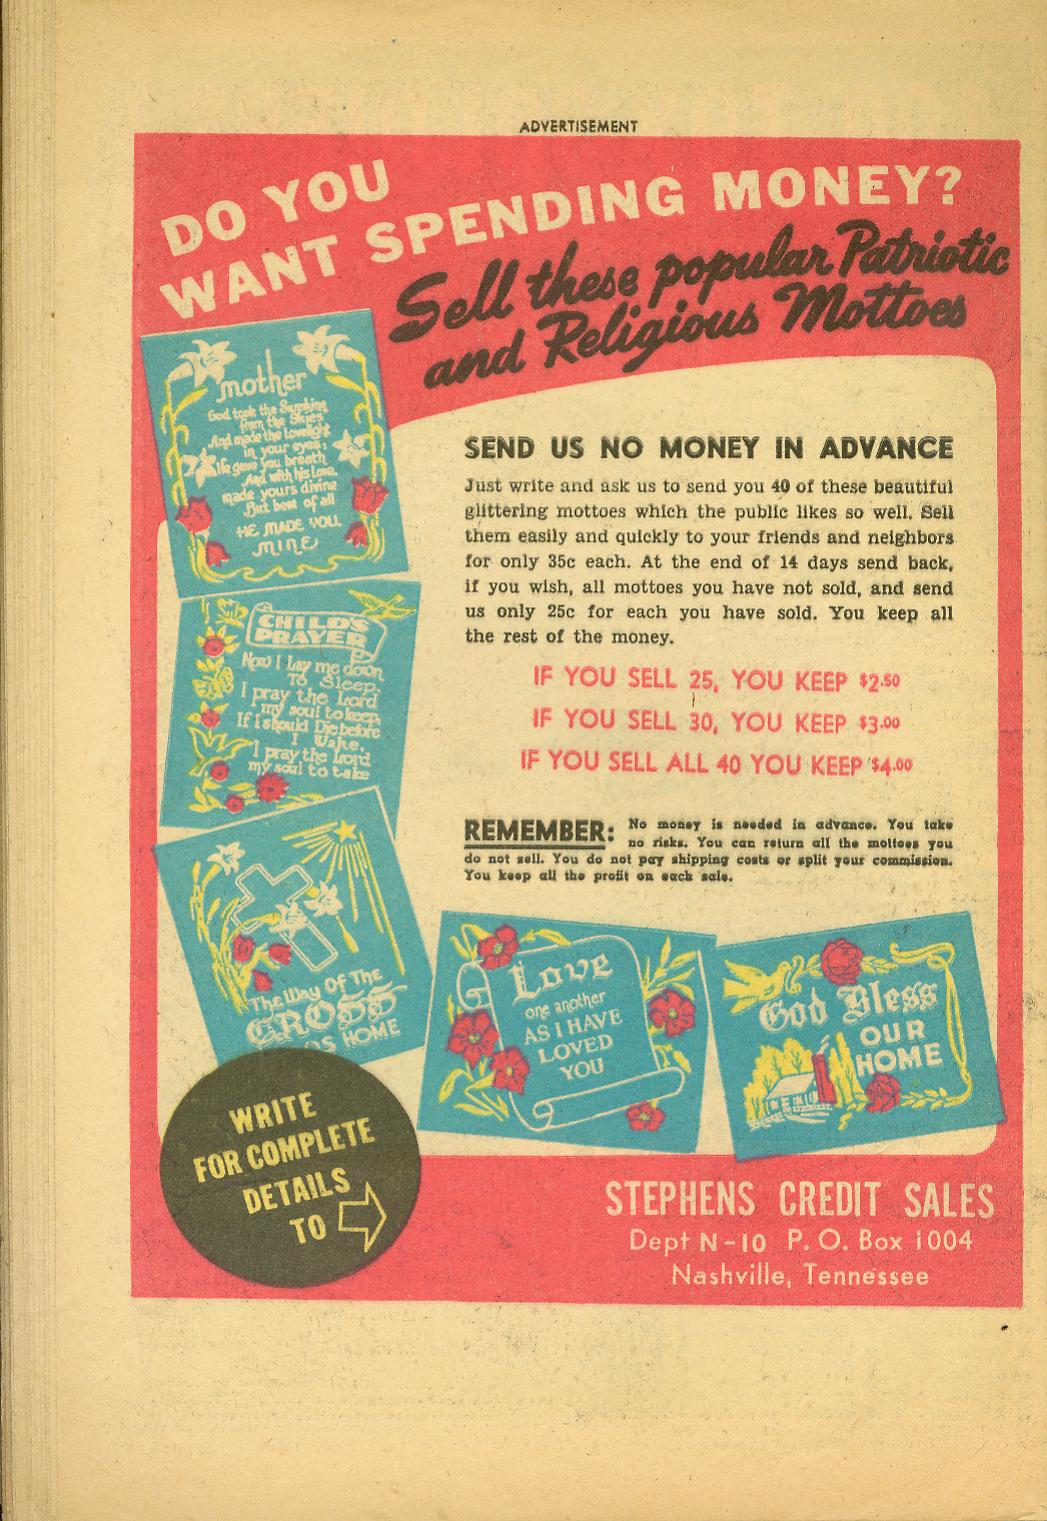 ADVERTISEMENT
DO YOU
WANT SPENDING MONEY?
Sell these popular Patriotic
and Religious Mottoes
mother
God took the Sunshine
from the Skies
And made the lovelight
in your eyes;
He gave you breath
And with his Love,
made yours divine
But best of all
HE MADE YOU,
MINE
CHILD'S
PRAYER
Now I Lay me down
To Sleep,
I pray the Lord
my soul to keep,
If I should Die before
I Wake,
I pray the Lord
my soul to take
The Way Of The
CROSS
DS HOME
SEND US NO MONEY IN ADVANCE
Just write and ask us to send you 40 of these beautiful
glittering mottoes which the public likes so well. Sell
them easily and quickly to your friends and neighbors
for only 35c each. At the end of 14 days send back,
if you wish, all mottoes you have not sold, and send
us only 25c for each you have sold. You keep all
the rest of the money.
IF YOU SELL 25, YOU KEEP $2.50
IF YOU SELL 30, YOU KEEP $3.00
IF YOU SELL ALL 40 YOU KEEP $4.00
REMEMBER: No money is needed in advance. You take
no risks. You can return all the mottoes you
do not sell. You do not pay shipping costs or split your commission.
You keep all the profit on each sale.
Love
one another
AS I HAVE
LOVED
YOU
God Bless
OUR
HOME
WRITE
FOR COMPLETE
DETAILS
TO
STEPHENS CREDIT SALES
Dept N-10 P. O. Box 1004
Nashville, Tennessee